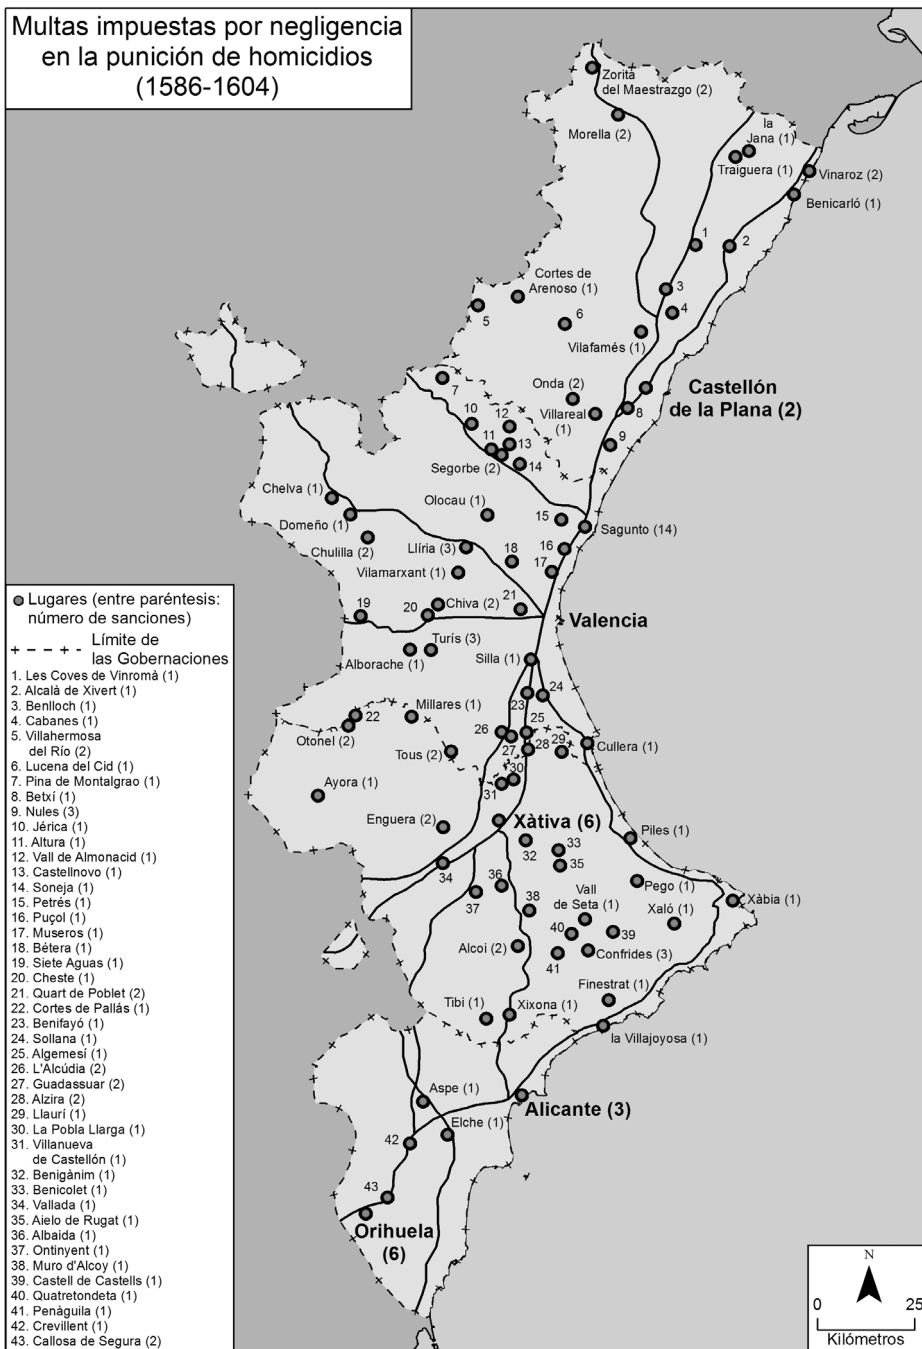 Multas impuestas por negligencia
en la punición de homicidios
(1586-1604)
Zorita
del Maestrazgo (2)
Morella (2)
la
Jana (1)
Traiguera (1)
Vinaroz (2)
Benicarló (1)
1
2
3
4
Cortes de
Arenoso (1)
5
6
Vilafamés (1)
7
Onda (2)
Castellón
de la Plana (2)
Villareal
(1)
8
9
10
11
12
13
14
Segorbe (2)
Chelva (1)
Olocau (1)
Domeño (1)
15
Sagunto (14)
Chulilla (2)
Llíria (3)
16
18
17
Vilamarxant (1)
19
20
Chiva (2)
21
Valencia
Turís (3)
Alborache (1)
Silla (1)
23
24
Millares (1)
22
Otonel (2)
26
25
27
28
29
Cullera (1)
Tous (2)
30
31
Ayora (1)
Enguera (2)
Xàtiva (6)
Piles (1)
32
33
34
35
36
37
Vall
de Seta (1)
Pego (1)
Xàbia (1)
38
Xaló (1)
40
39
Alcoi (2)
41
Confrides (3)
Finestrat (1)
Tibi (1)
Xixona (1)
la Villajoyosa (1)
Aspe (1)
Alicante (3)
Elche (1)
42
43
Orihuela
(6)
Lugares (entre paréntesis:
número de sanciones)
Límite de
las Gobernaciones
1. Les Coves de Vinromà (1)
2. Alcalà de Xivert (1)
3. Benlloch (1)
4. Cabanes (1)
5. Villahermosa
del Río (2)
6. Lucena del Cid (1)
7. Pina de Montalgrao (1)
8. Betxí (1)
9. Nules (3)
10. Jérica (1)
11. Altura (1)
12. Vall de Almonacid (1)
13. Castellnovo (1)
14. Soneja (1)
15. Petrés (1)
16. Puçol (1)
17. Museros (1)
18. Bétera (1)
19. Siete Aguas (1)
20. Cheste (1)
21. Quart de Poblet (2)
22. Cortes de Pallás (1)
23. Benifayó (1)
24. Sollana (1)
25. Algemesí (1)
26. L'Alcúdia (2)
27. Guadassuar (2)
28. Alzira (2)
29. Llaurí (1)
30. La Pobla Llarga (1)
31. Villanueva
de Castellón (1)
32. Benigànim (1)
33. Benicolet (1)
34. Vallada (1)
35. Aielo de Rugat (1)
36. Albaida (1)
37. Ontinyent (1)
38. Muro d'Alcoy (1)
39. Castell de Castells (1)
40. Quatretondeta (1)
41. Penàguila (1)
42. Crevillent (1)
43. Callosa de Segura (2)
N
0 25
Kilómetros